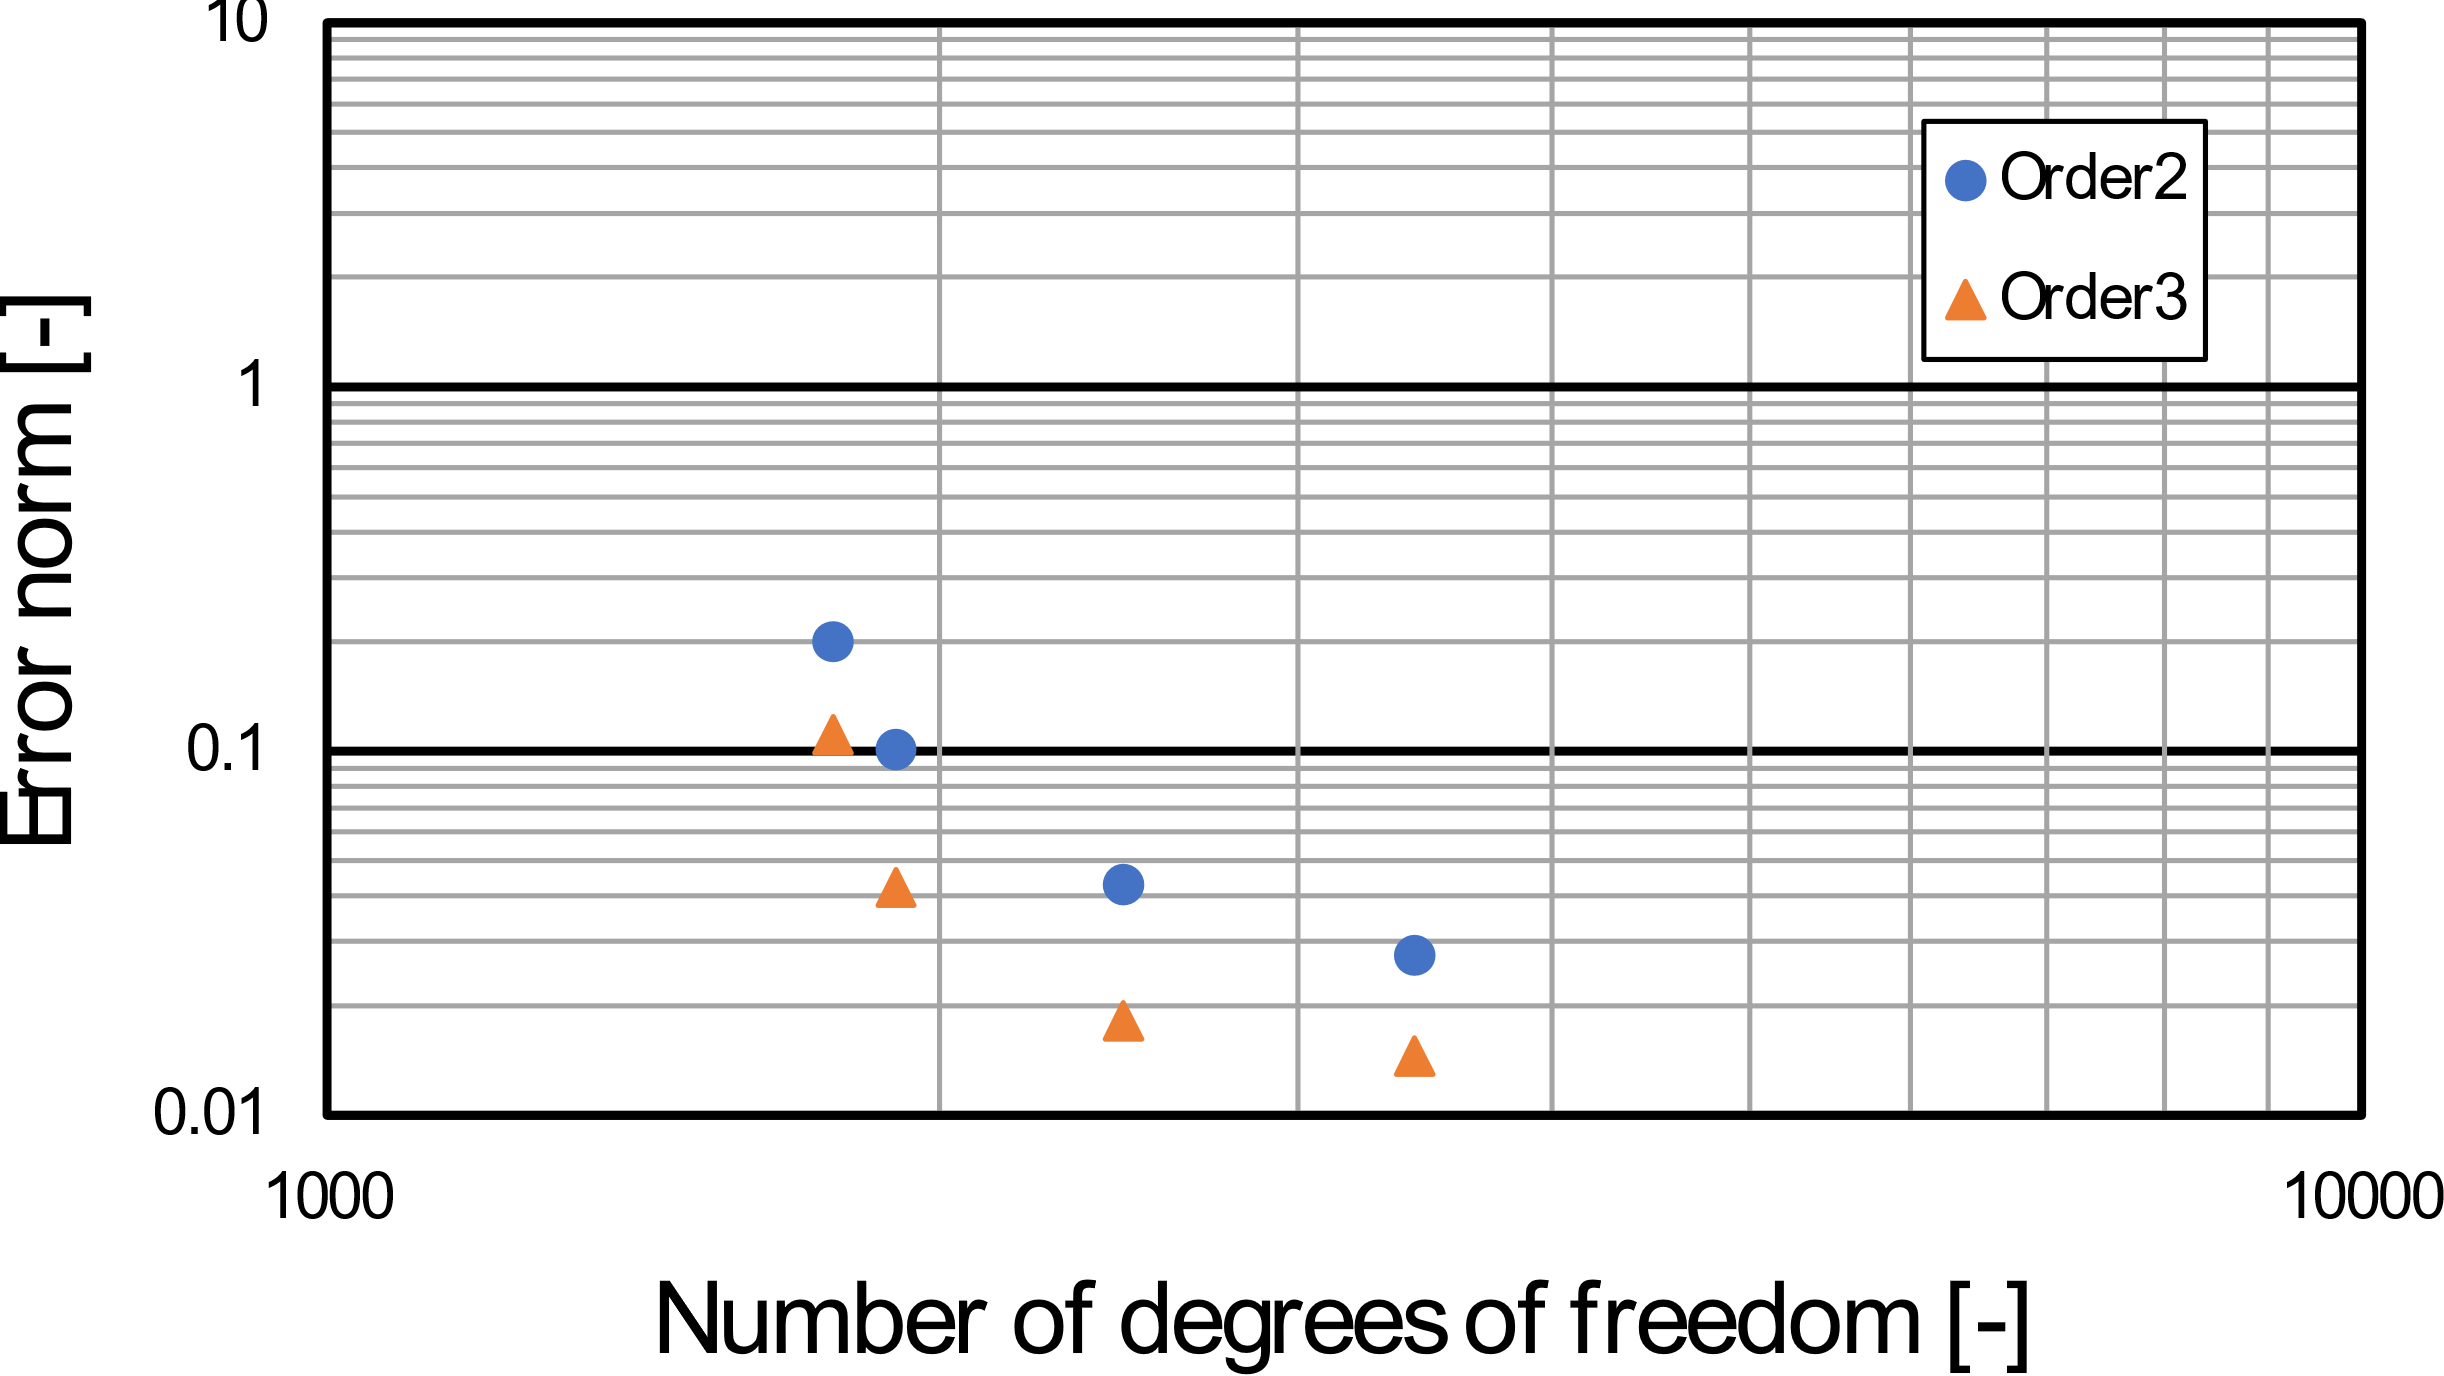 10
1
0.1
0.01
Error norm [-]
Order2
Order3
1000
10000
Number of degrees of freedom [-]